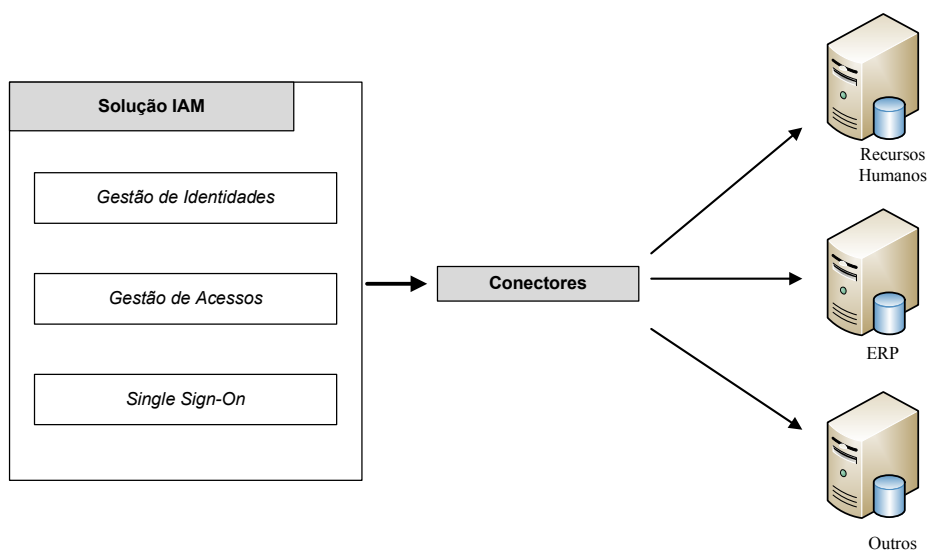 Solução IAM
Gestão de Identidades
Gestão de Acessos
Single Sign-On
Conectores
Recursos
Humanos
ERP
Outros